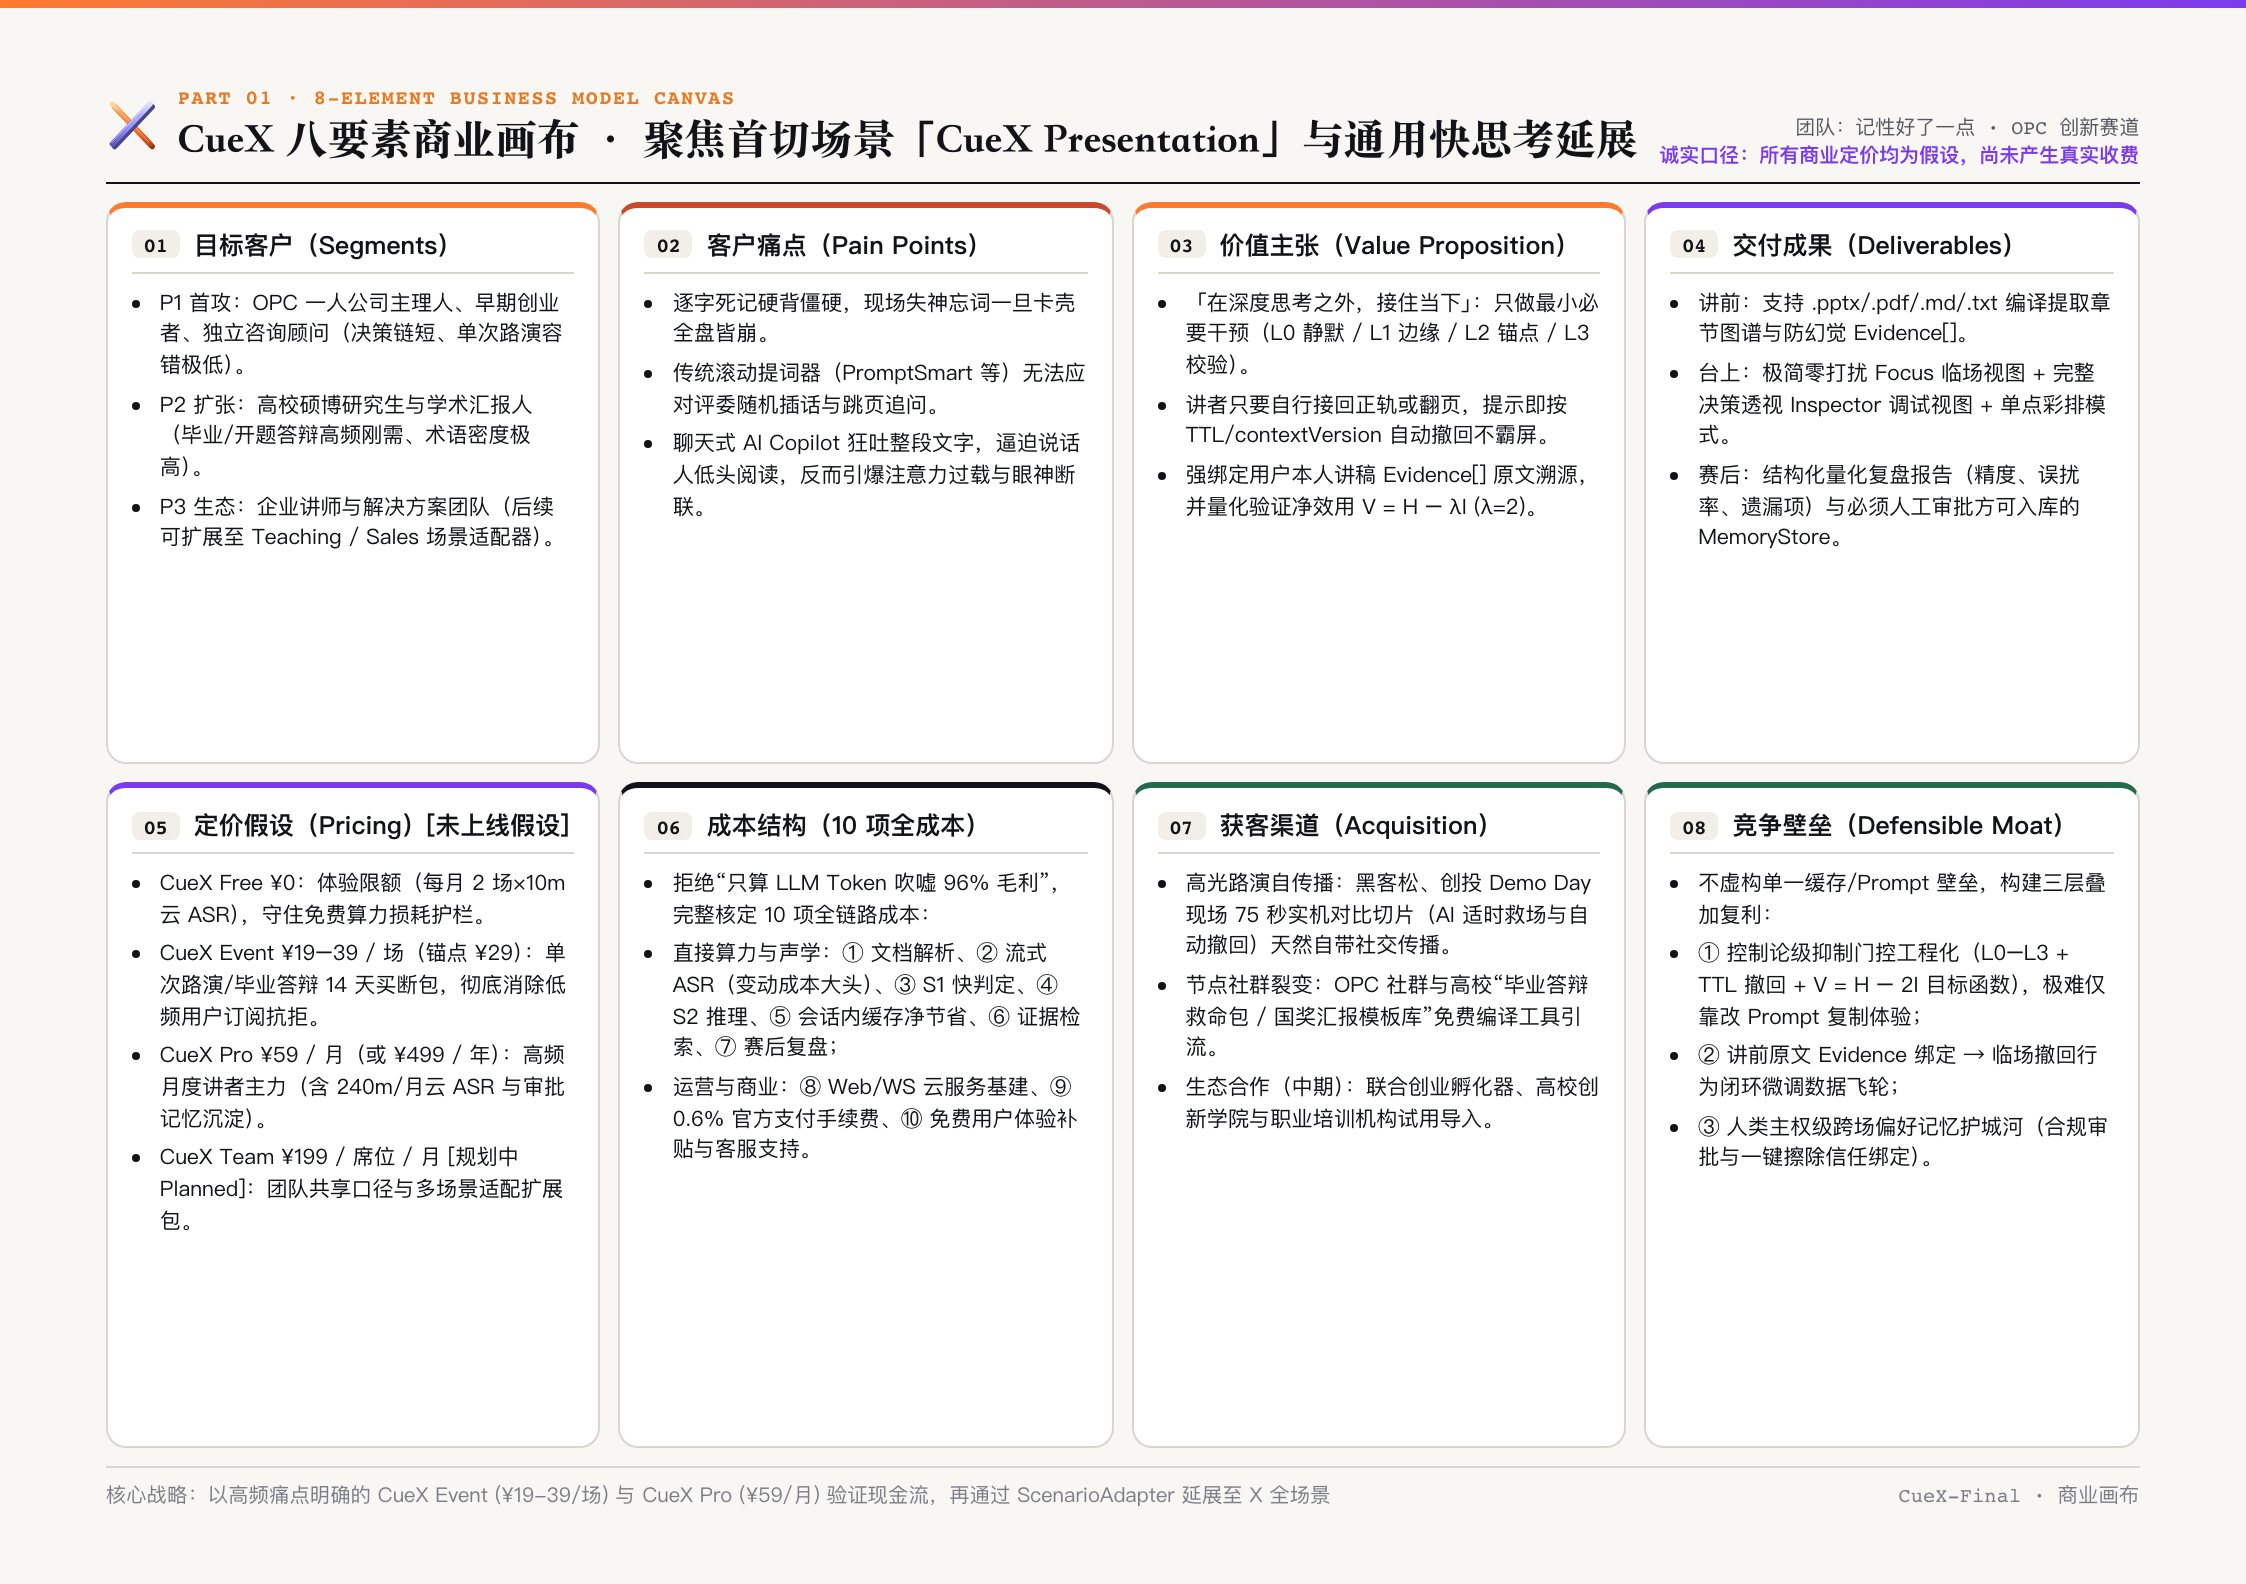 PART 01 · 8-ELEMENT BUSINESS MODEL CANVAS
CueX 八要素商业画布 · 聚焦首切场景「CueX Presentation」与通用快思考延展
团队：记性好了一点 · OPC 创新赛道
诚实口径：所有商业定价均为假设，尚未产生真实收费
01 目标客户（Segments）
P1 首攻：OPC 一人公司主理人、早期创业
者、独立咨询顾问（决策链短、单次路演容
错极低）。
P2 扩张：高校硕博研究生与学术汇报人
（毕业/开题答辩高频刚需、术语密度极
高）。
P3 生态：企业讲师与解决方案团队（后续
可扩展至 Teaching / Sales 场景适配器）。
02 客户痛点（Pain Points）
逐字死记硬背僵硬，现场失神忘词一旦卡壳
全盘皆崩。
传统滚动提词器（PromptSmart 等）无法应
对评委随机插话与跳页追问。
聊天式 AI Copilot 狂吐整段文字，逼迫说话
人低头阅读，反而引爆注意力过载与眼神断
联。
03 价值主张（Value Proposition）
「在深度思考之外，接住当下」：只做最小必
要干预（L0 静默 / L1 边缘 / L2 锚点 / L3
校验）。
讲者只要自行接回正轨或翻页，提示即按
TTL/contextVersion 自动撤回不霸屏。
强绑定用户本人讲稿 Evidence[] 原文溯源，
并量化验证净效用 V = H − λI (λ=2)。
04 交付成果（Deliverables）
讲前：支持 .pptx/.pdf/.md/.txt 编译提取章
节图谱与防幻觉 Evidence[]。
台上：极简零打扰 Focus 临场视图 + 完整
决策透视 Inspector 调试视图 + 单点彩排模
式。
赛后：结构化量化复盘报告（精度、误扰
率、遗漏项）与必须人工审批方可入库的
MemoryStore。
05 定价假设（Pricing）[未上线假设]
CueX Free ¥0：体验限额（每月 2 场×10m
云 ASR），守住免费算力损耗护栏。
CueX Event ¥19–39 / 场（锚点 ¥29）：单
次路演/毕业答辩 14 天买断包，彻底消除低
频用户订阅抗拒。
CueX Pro ¥59 / 月（或 ¥499 / 年）：高频
月度讲者主力（含 240m/月云 ASR 与审批
记忆沉淀）。
CueX Team ¥199 / 席位 / 月 [规划中
Planned]：团队共享口径与多场景适配扩展
包。
06 成本结构（10 项全成本）
拒绝“只算 LLM Token 吹嘘 96% 毛利”，
完整核定 10 项全链路成本：
直接算力与声学：① 文档解析、② 流式
ASR（变动成本大头）、③ S1 快判定、④
S2 推理、⑤ 会话内缓存净节省、⑥ 证据检
索、⑦ 赛后复盘；
运营与商业：⑧ Web/WS 云服务基建、⑨
0.6% 官方支付手续费、⑩ 免费用户体验补
贴与客服支持。
07 获客渠道（Acquisition）
高光路演自传播：黑客松、创投 Demo Day
现场 75 秒实机对比切片（AI 适时救场与自
动撤回）天然自带社交传播。
节点社群裂变：OPC 社群与高校“毕业答辩
救命包 / 国奖汇报模板库”免费编译工具引
流。
生态合作（中期）：联合创业孵化器、高校创
新学院与职业培训机构试用导入。
08 竞争壁垒（Defensible Moat）
不虚构单一缓存/Prompt 壁垒，构建三层叠
加复利：
① 控制论级抑制门控工程化（L0–L3 +
TTL 撤回 + V = H − 2I 目标函数），极难仅
靠改 Prompt 复制体验；
② 讲前原文 Evidence 绑定 → 临场撤回行
为闭环微调数据飞轮；
③ 人类主权级跨场偏好记忆护城河（合规审
批与一键擦除信任绑定）。
核心战略：以高频痛点明确的 CueX Event (¥19–39/场) 与 CueX Pro (¥59/月) 验证现金流，再通过 ScenarioAdapter 延展至 X 全场景
CueX-Final · 商业画布